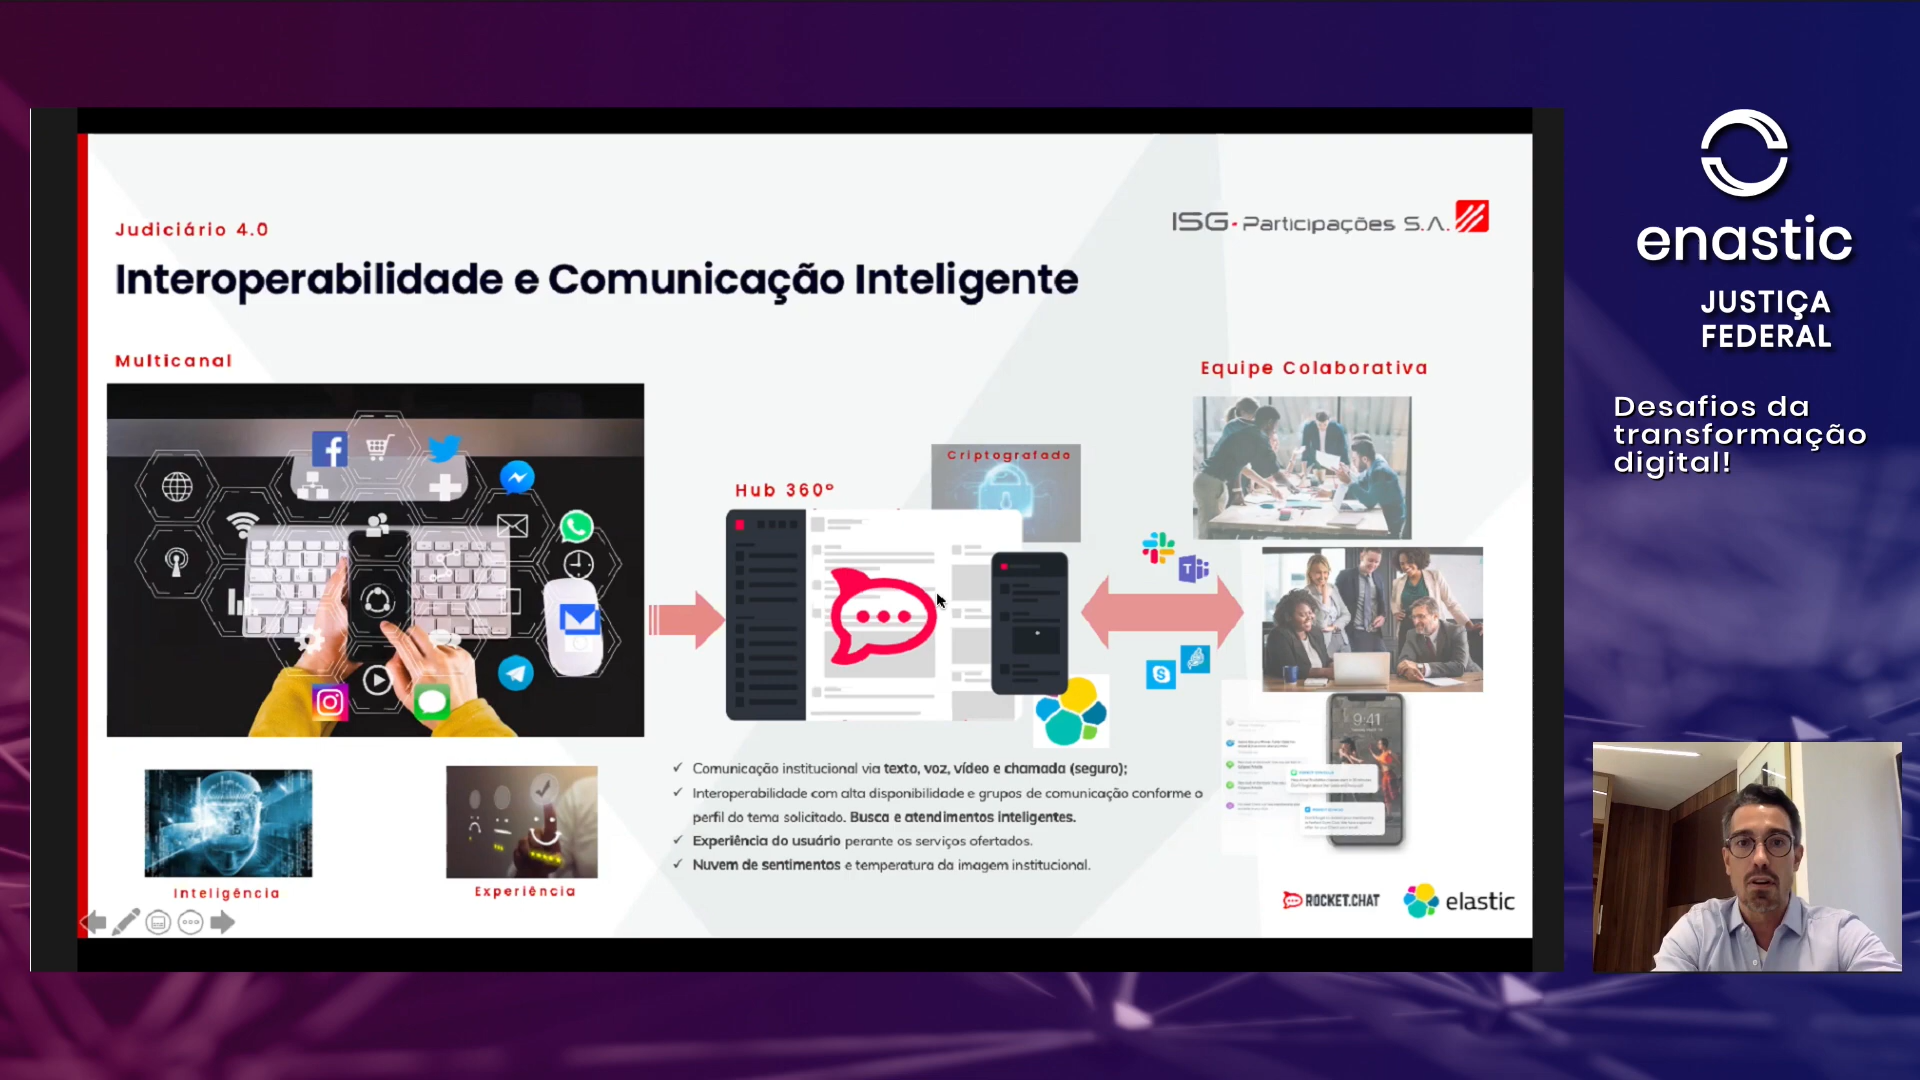 Judiciário 4.0
ISG Participações S.A.
Interoperabilidade e Comunicação Inteligente
Multicanal
Equipe Colaborativa
Criptografado
Hub 360º
9:41
✓ Comunicação institucional via texto, voz, vídeo e chamada (seguro);
✓ Interoperabilidade com alta disponibilidade e grupos de comunicação conforme o
perfil do tema solicitado. Busca e atendimentos inteligentes.
✓ Experiência do usuário perante os serviços ofertados.
✓ Nuvem de sentimentos e temperatura da imagem institucional.
Inteligência
Experiência
ROCKET.CHAT
elastic
enastic
JUSTIÇA
FEDERAL
Desafios da
transformação
digital!